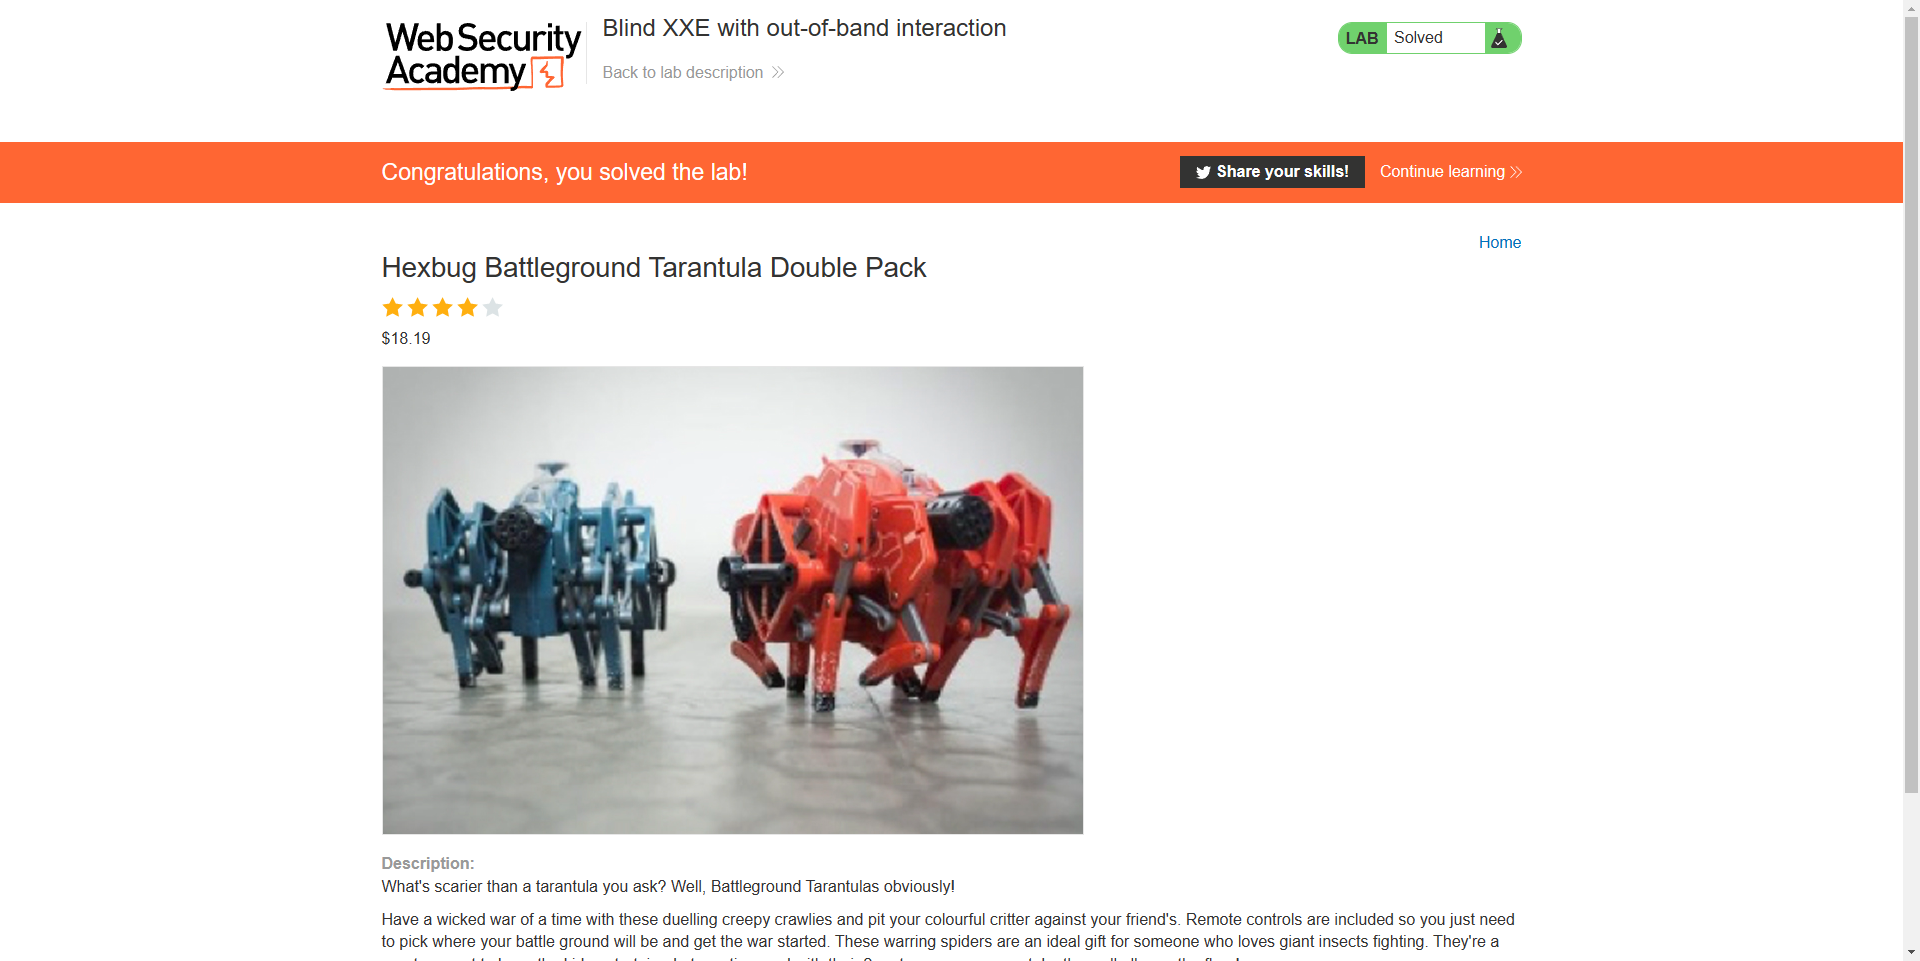 Web Security
Academy
Blind XXE with out-of-band interaction
Back to lab description
LAB Solved
Congratulations, you solved the lab!
Share your skills!
Continue learning
Home
Hexbug Battleground Tarantula Double Pack
$18.19
Description:
What's scarier than a tarantula you ask? Well, Battleground Tarantulas obviously!
Have a wicked war of a time with these duelling creepy crawlies and pit your colourful critter against your friend's. Remote controls are included so you just need
to pick where your battle ground will be and get the war started. These warring spiders are an ideal gift for someone who loves giant insects fighting. They're a